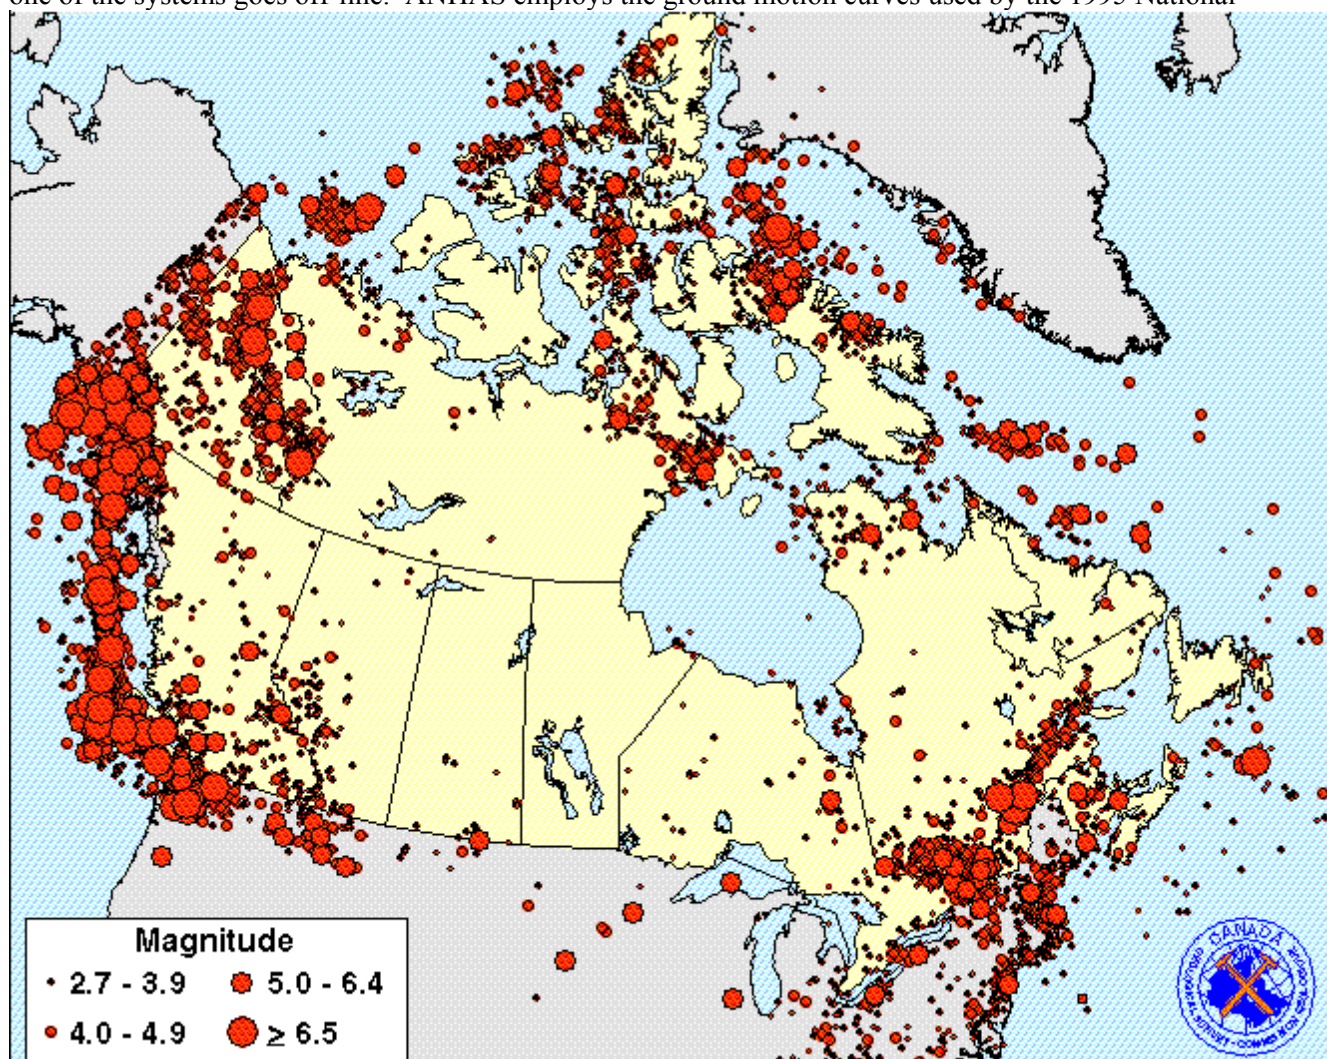 one of the systems goes off-line. ANHAS employs the ground motion curves used by the 1995 National
Magnitude
2.7 - 3.9
5.0 - 6.4
4.0 - 4.9
≥ 6.5
CANADA